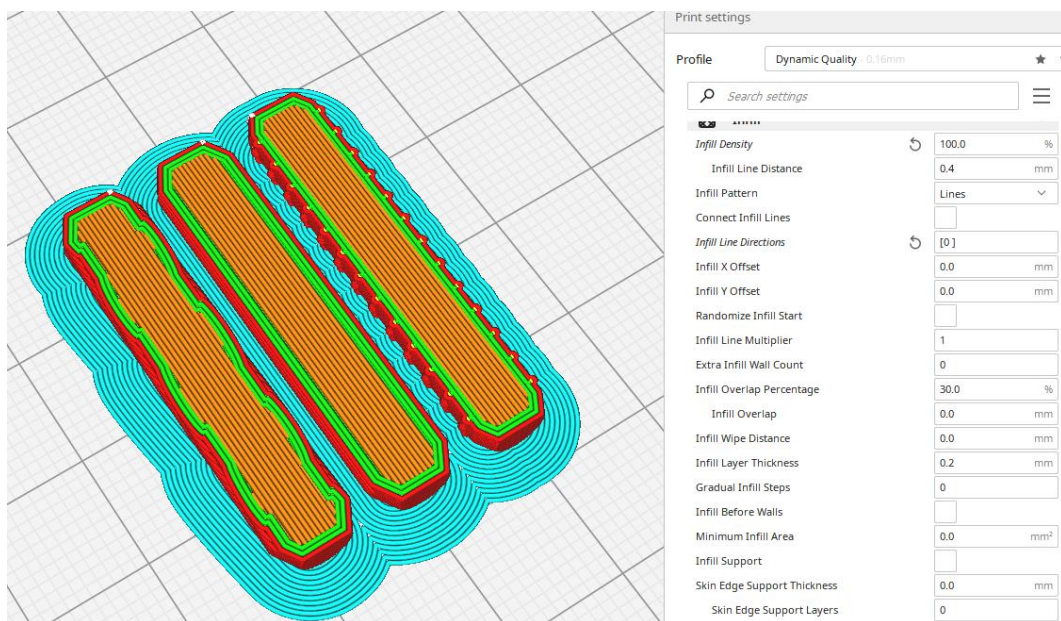 Print settings
Profile
Dynamic Quality - 0.16mm
Search settings
Infill Density
100.0 %
Infill Line Distance
0.4 mm
Infill Pattern
Lines
Connect Infill Lines
Infill Line Directions
[0 ]
Infill X Offset
0.0 mm
Infill Y Offset
0.0 mm
Randomize Infill Start
Infill Line Multiplier
1
Extra Infill Wall Count
0
Infill Overlap Percentage
30.0 %
Infill Overlap
0.0 mm
Infill Wipe Distance
0.0 mm
Infill Layer Thickness
0.2 mm
Gradual Infill Steps
0
Infill Before Walls
Minimum Infill Area
0.0 mm²
Infill Support
Skin Edge Support Thickness
0.0 mm
Skin Edge Support Layers
0